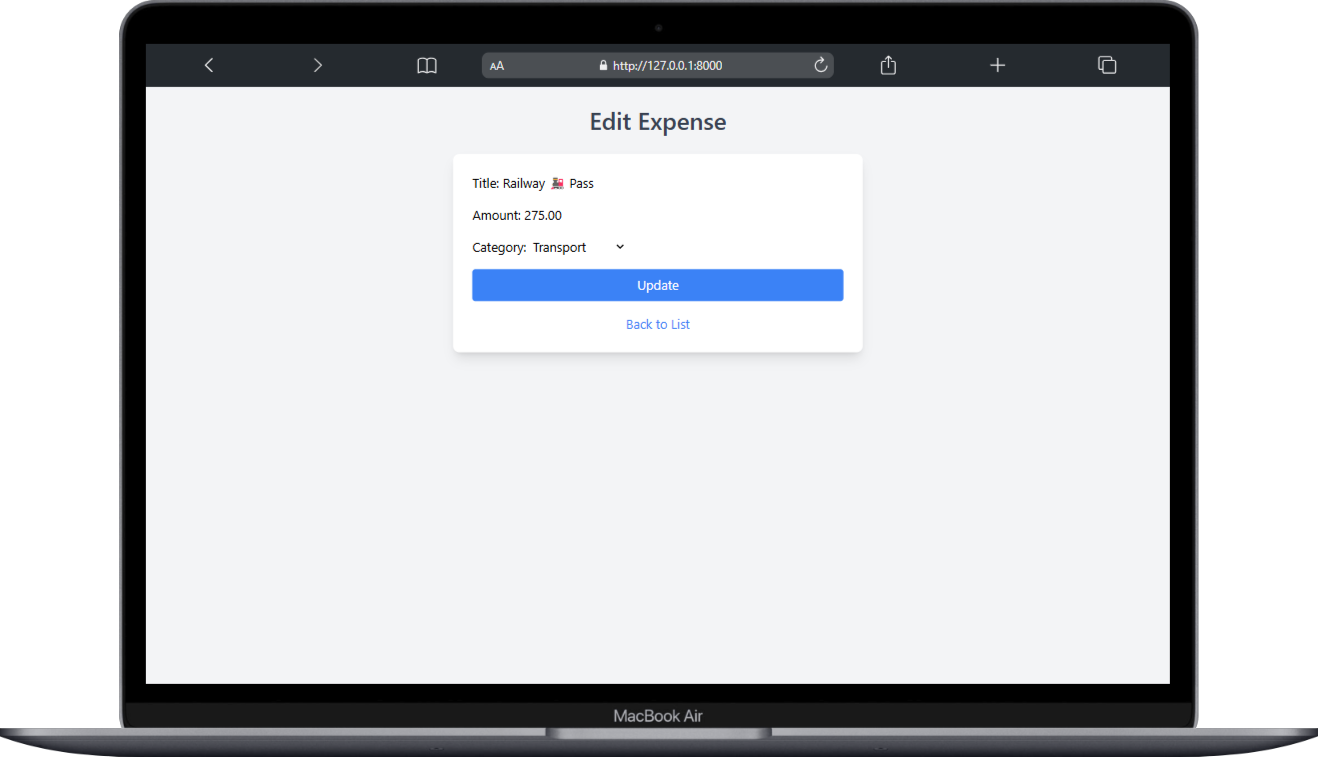 AA http://127.0.0.1:8000
Edit Expense
Title: Railway 🚂 Pass
Amount: 275.00
Category: Transport
Update
Back to List
MacBook Air